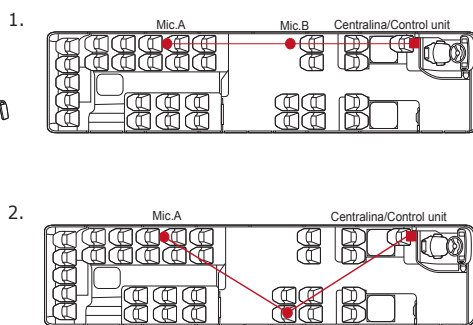 1.
Mic.A Mic.B Centralina/Control unit
2.
Mic.A Centralina/Control unit